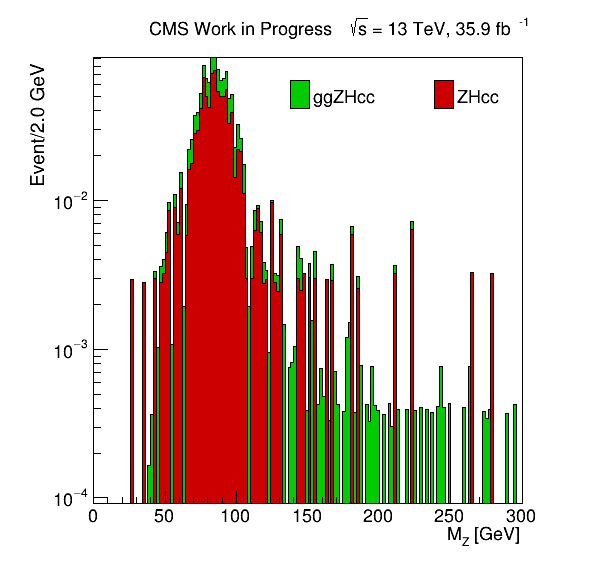 CMS Work in Progress √s = 13 TeV, 35.9 fb⁻¹
Event/2.0 GeV
ggZHcc ZHcc
10⁻²
10⁻³
10⁻⁴
0 50 100 150 200 250 300
M_Z [GeV]